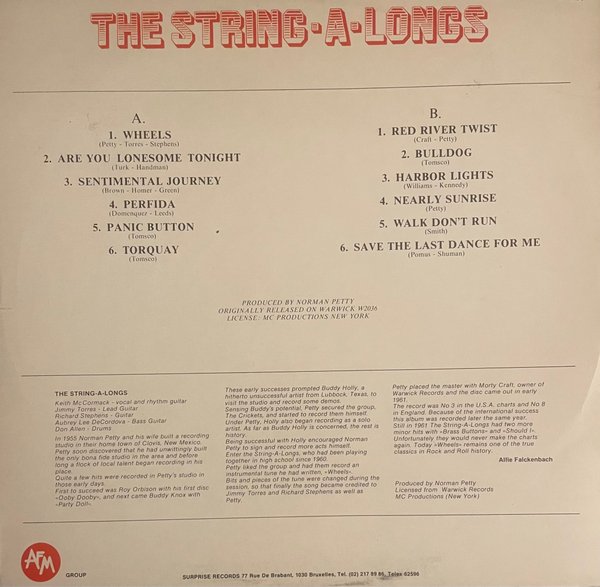 THE STRING-A-LONGS
A.
1. WHEELS
(Petty - Torres - Stephens)
2. ARE YOU LONESOME TONIGHT
(Turk - Handman)
3. SENTIMENTAL JOURNEY
(Brown - Homer - Green)
4. PERFIDA
(Domenquez - Leeds)
5. PANIC BUTTON
(Tomsco)
6. TORQUAY
(Tomsco)
B.
1. RED RIVER TWIST
(Craft - Petty)
2. BULLDOG
(Tomsco)
3. HARBOR LIGHTS
(Williams - Kennedy)
4. NEARLY SUNRISE
(Petty)
5. WALK DON'T RUN
(Smith)
6. SAVE THE LAST DANCE FOR ME
(Pomus - Shuman)
PRODUCED BY NORMAN PETTY
ORIGINALLY RELEASED ON WARWICK W2036
LICENSE: MC PRODUCTIONS NEW YORK
THE STRING-A-LONGS
Keith McCormack - vocal and rhythm guitar
Jimmy Torres - Lead Guitar
Richard Stephens - Guitar
Aubrey Lee DeCordova - Bass Guitar
Don Allen - Drums
In 1955 Norman Petty and his wife built a recording
studio in their home town of Clovis, New Mexico.
Petty soon discovered that he had unwittingly built
the only bona fide studio in the area and before
long a flock of local talent began recording in his
place.
Quite a few hits were recorded in Petty's studio in
those early days.
First to succeed was Roy Orbison with his first disc
«Ooby Dooby», and next came Buddy Knox with
«Party Doll»
These early successes prompted Buddy Holly, a
hitherto unsuccessful artist from Lubbock, Texas, to
visit the studio and record some demos.
Sensing Buddy's potential, Petty secured the group,
The Crickets, and started to record them himself.
Under Petty, Holly also began recording as a solo
artist. As far as Buddy Holly is concerned, the rest is
history.
Being successful with Holly encouraged Norman
Petty to sign and record more acts himself.
Enter the String-A-Longs, who had been playing
together in high school since 1960.
Petty liked the group and had them record an
instrumental tune he had written, «Wheels».
Bits and pieces of the tune were changed during the
session, so that finally the song became credited to
Jimmy Torres and Richard Stephens as well as
Petty.
Petty placed the master with Morty Craft, owner of
Warwick Records and the disc came out in early
1961.
The record was No 3 in the U.S.A. charts and No 8
in England. Because of the international success
this album was recorded later the same year.
Still in 1961 The String-A-Longs had two more
minor hits with «Brass Buttons» and «Should I».
Unfortunately they would never make the charts
again. Today «Wheels» remains one of the true
classics in Rock and Roll history.
Allie Falckenbach
Produced by Norman Petty
Licensed from Warwick Records
MC Productions (New York)
AFM
GROUP
SURPRISE RECORDS 77 Rue De Brabant, 1030 Bruxelles, Tel. (02) 217 89 86, Telex 62596